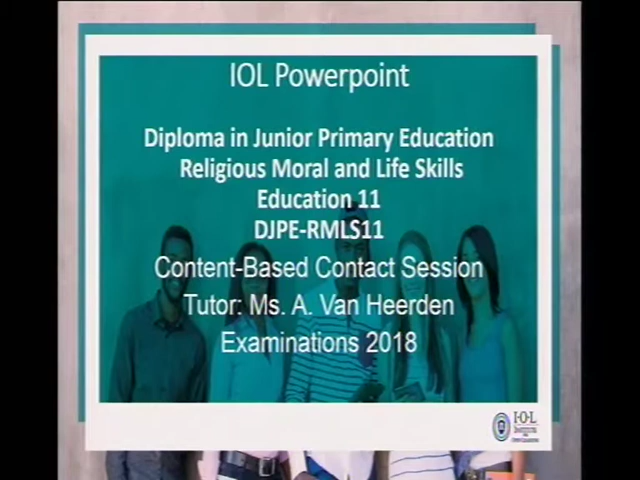 IOL Powerpoint
Diploma in Junior Primary Education
Religious Moral and Life Skills
Education 11
DJPE-RMLS11
Content-Based Contact Session
Tutor: Ms. A. Van Heerden
Examinations 2018
I·O·L